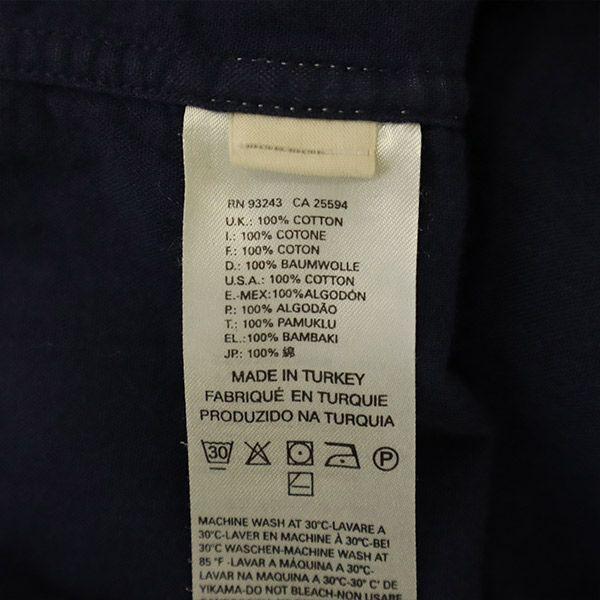 RN 93243 CA 25594
U.K.: 100% COTTON
I.: 100% COTONE
F.: 100% COTON
D.: 100% BAUMWOLLE
U.S.A.: 100% COTTON
E.-MEX:100%ALGODÓN
P.: 100% ALGODÃO
T.: 100% PAMUKLU
EL.:100% BAMBAKI
JP.: 100% 綿
MADE IN TURKEY
FABRIQUÉ EN TURQUIE
PRODUZIDO NA TURQUIA
30 P
MACHINE WASH AT 30°C-LAVARE A
30°C-LAVER EN MACHINE À 30°C-BEI
30°C WASCHEN-MACHINE WASH AT
85 °F -LAVAR A MÁQUINA A 30°C-
LAVAR NA MAQUINA A 30°C-30° C' DE
YIKAMA-DO NOT BLEACH-NON USARE